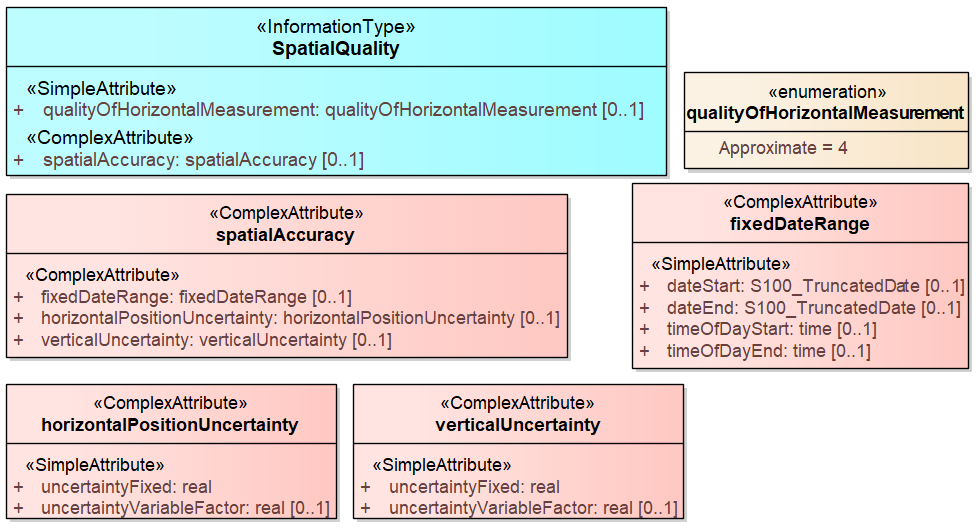 «InformationType»
SpatialQuality
«SimpleAttribute»
+ qualityOfHorizontalMeasurement: qualityOfHorizontalMeasurement [0..1]
«ComplexAttribute»
+ spatialAccuracy: spatialAccuracy [0..1]
«enumeration»
qualityOfHorizontalMeasurement
Approximate = 4
«ComplexAttribute»
spatialAccuracy
«ComplexAttribute»
+ fixedDateRange: fixedDateRange [0..1]
+ horizontalPositionUncertainty: horizontalPositionUncertainty [0..1]
+ verticalUncertainty: verticalUncertainty [0..1]
«ComplexAttribute»
fixedDateRange
«SimpleAttribute»
+ dateStart: S100_TruncatedDate [0..1]
+ dateEnd: S100_TruncatedDate [0..1]
+ timeOfDayStart: time [0..1]
+ timeOfDayEnd: time [0..1]
«ComplexAttribute»
horizontalPositionUncertainty
«SimpleAttribute»
+ uncertaintyFixed: real
+ uncertaintyVariableFactor: real [0..1]
«ComplexAttribute»
verticalUncertainty
«SimpleAttribute»
+ uncertaintyFixed: real
+ uncertaintyVariableFactor: real [0..1]